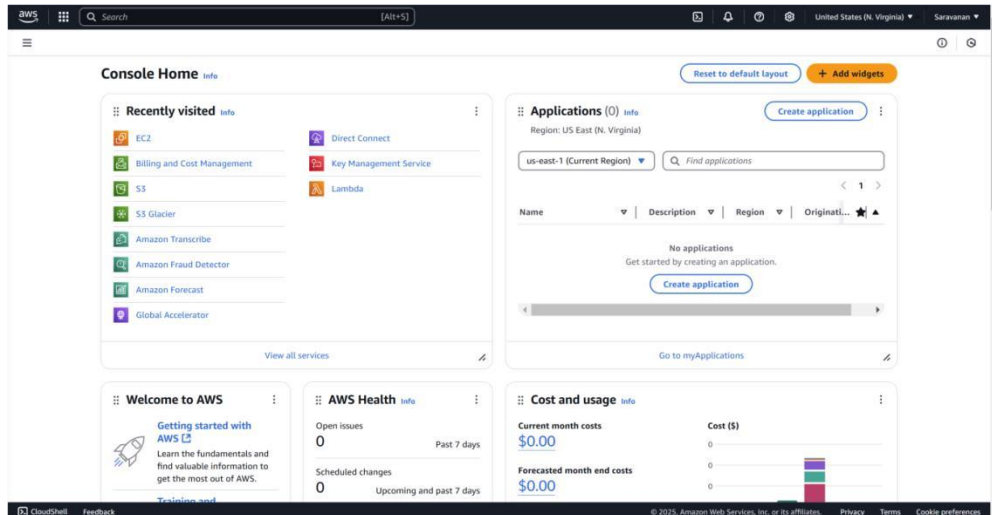 aws
Search [Alt+S]
United States (N. Virginia) ▼
Saravanan ▼
Console Home Info
Reset to default layout
+ Add widgets
Recently visited Info
EC2
Billing and Cost Management
S3
S3 Glacier
Amazon Transcribe
Amazon Fraud Detector
Amazon Forecast
Global Accelerator
Direct Connect
Key Management Service
Lambda
View all services
Applications (0) Info
Create application
Region: US East (N. Virginia)
us-east-1 (Current Region) ▼
Find applications
< 1 >
Name Description Region Originati...
No applications
Get started by creating an application.
Create application
Go to myApplications
Welcome to AWS
Getting started with
AWS
Learn the fundamentals and
find valuable information to
get the most out of AWS.
Training and
AWS Health Info
Open issues
0 Past 7 days
Scheduled changes
0 Upcoming and past 7 days
Cost and usage Info
Current month costs
$0.00
Forecasted month end costs
$0.00
Cost ($)
0
0
0
CloudShell Feedback
© 2025, Amazon Web Services, Inc. or its affiliates. Privacy Terms Cookie preferences